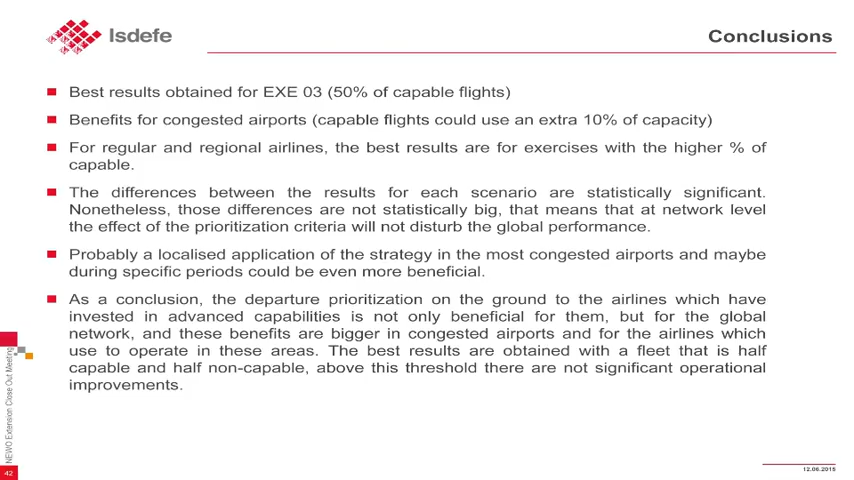 Isdefe
Conclusions
Best results obtained for EXE 03 (50% of capable flights)
Benefits for congested airports (capable flights could use an extra 10% of capacity)
For regular and regional airlines, the best results are for exercises with the higher % of
capable.
The differences between the results for each scenario are statistically significant.
Nonetheless, those differences are not statistically big, that means that at network level
the effect of the prioritization criteria will not disturb the global performance.
Probably a localised application of the strategy in the most congested airports and maybe
during specific periods could be even more beneficial.
As a conclusion, the departure prioritization on the ground to the airlines which have
invested in advanced capabilities is not only beneficial for them, but for the global
network, and these benefits are bigger in congested airports and for the airlines which
use to operate in these areas. The best results are obtained with a fleet that is half
capable and half non-capable, above this threshold there are not significant operational
improvements.
NEWO Extension Close Out Meeting
42